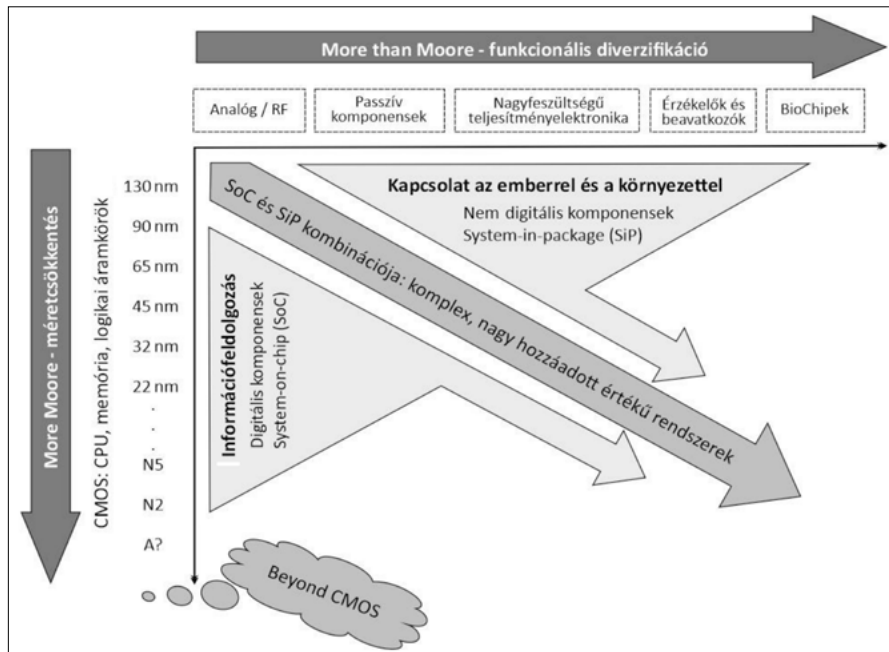 More than Moore - funkcionális diverzifikáció
Analóg / RF
Passzív
komponensek
Nagyfeszültségű
teljesítményelektronika
Érzékelők és
beavatkozók
BioChipek
More Moore - méretcsökkentés
CMOS: CPU, memória, logikai áramkörök
130 nm
90 nm
65 nm
45 nm
32 nm
22 nm
.
.
.
N5
N2
A?
Kapcsolat az emberrel és a környezettel
Nem digitális komponensek
System-in-package (SiP)
SoC és SiP kombinációja: komplex, nagy hozzáadott értékű rendszerek
Információfeldolgozás
Digitális komponensek
System-on-chip (SoC)
Beyond CMOS